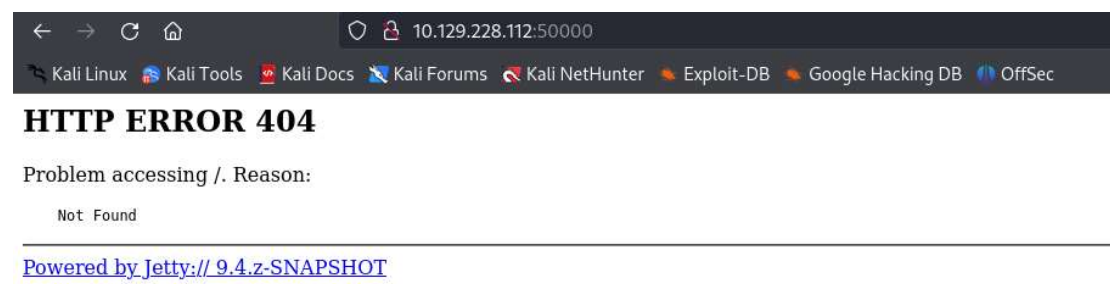 10.129.228.112:50000
Kali Linux Kali Tools Kali Docs Kali Forums Kali NetHunter Exploit-DB Google Hacking DB OffSec
HTTP ERROR 404
Problem accessing /. Reason:
Not Found
Powered by Jetty:// 9.4.z-SNAPSHOT